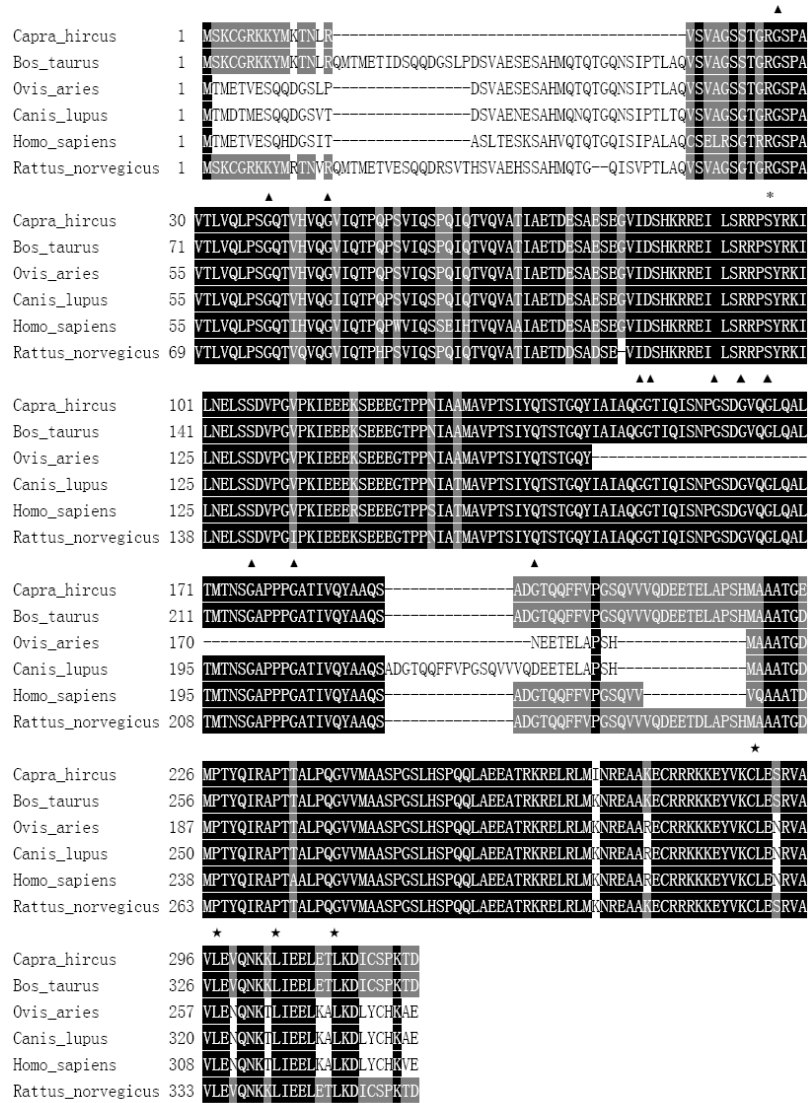 ▲
Capra_hircus 1 MSKCGRKKYMKTNLR-----------------------------------------VSVAGSSTGRGSPA
Bos_taurus 1 MSKCGRKKYMKTNLRQMTMETIDSQQDGSLPDSVAESESAHMQTQTGQNSIPTLAQVSVAGSSTGRGSPA
Ovis_aries 1 MTMETVESQQDGSLP----------------DSVAESESAHMQTQTGQNSIPTLAQVSVAGSSTGRGSPA
Canis_lupus 1 MTMDTMESQQDGSVT----------------DSVAENESAHMQNQTGQNSIPTLTQVSVAGSSTGRGSPA
Homo_sapiens 1 MTMETVESQHDGSIT----------------ASLTESKSAHVQTQTGQISIPALAQCSELRSGTRRGSPA
Rattus_norvegicus 1 MSKCGRKKYMRTNVRQMTMETVESQQDRSVTHSVAEHSSAHMQTG--QISVPTLAQVSVAGSGTGRGSPA
▲ ▲ *
Capra_hircus 30 VTLVQLPSGQTVHVQGVIQTPQPSVIQSPQIQTVQVATIAETDESAESEGVIDSHKRREI LSRRPSYRKI
Bos_taurus 71 VTLVQLPSGQTVHVQGVIQTPQPSVIQSPQIQTVQVATIAETDESAESEGVIDSHKRREI LSRRPSYRKI
Ovis_aries 55 VTLVQLPSGQTVHVQGVIQTPQPSVIQSPQIQTVQVATIAETDESAESEGVIDSHKRREI LSRRPSYRKI
Canis_lupus 55 VTLVQLPSGQTVHVQGIIQTPQPSVIQSPQIQTVQVATIAETDESAESEGVIDSHKRREI LSRRPSYRKI
Homo_sapiens 55 VTLVQLPSGQTIHVQGVIQTPQPWVIQSSEIHTVQVAAIAETDESAESEGVIDSHKRREI LSRRPSYRKI
Rattus_norvegicus 69 VTLVQLPSGQTVQVQGVIQTPHPSVIQSPQIQTVQVATIAETDDSADSE-VIDSHKRREI LSRRPSYRKI
▲▲ ▲ ▲ ▲
Capra_hircus 101 LNELSSDVPGVPKIEEEKSEEEGTPPNIAAMAVPTSIYQTSTGQYIAIAQGGTIQISNPGSDGVQGLQAL
Bos_taurus 141 LNELSSDVPGVPKIEEEKSEEEGTPPNIAAMAVPTSIYQTSTGQYIAIAQGGTIQISNPGSDGVQGLQAL
Ovis_aries 125 LNELSSDVPGVPKIEEEKSEEEGTPPNIAAMAVPTSIYQTSTGQY-------------------------
Canis_lupus 125 LNELSSDVPGVPKIEEEKSEEEGTPPNIATMAVPTSIYQTSTGQYIAIAQGGTIQISNPGSDGVQGLQAL
Homo_sapiens 125 LNELSSDVPGVPKIEEERSEEEGTPPSIATMAVPTSIYQTSTGQYIAIAQGGTIQISNPGSDGVQGLQAL
Rattus_norvegicus 138 LNELSSDVPGIPKIEEEKSEEEGTPPNIATMAVPTSIYQTSTGQYIAIAQGGTIQISNPGSDGVQGLQAL
▲ ▲ ▲
Capra_hircus 171 TMTNSGAPPPGATIVQYAAQS---------------ADGTQQFFVPGSQVVVQDEETELAPSHMAAATGE
Bos_taurus 211 TMTNSGAPPPGATIVQYAAQS---------------ADGTQQFFVPGSQVVVQDEETELAPSHMAAATGD
Ovis_aries 170 --------------------------------------NEETELAPSH---------------MAAATGD
Canis_lupus 195 TMTNSGAPPPGATIVQYAAQSADGTQQFFVPGSQVVVQDEETELAPSH---------------MAAATGD
Homo_sapiens 195 TMTNSGAPPPGATIVQYAAQS---------------ADGTQQFFVPGSQVV------------VQAAATD
Rattus_norvegicus 208 TMTNSGAPPPGATIVQYAAQS---------------ADGTQQFFVPGSQVVVQDEETDLAPSHMAAATGD
★
Capra_hircus 226 MPTYQIRAPTTALPQGVVMAASPGSLHSPQQLAEEATRKRELRLMINREAAKECRRRKKEYVKCLESRVA
Bos_taurus 256 MPTYQIRAPTTALPQGVVMAASPGSLHSPQQLAEEATRKRELRLMKNREAAKECRRRKKEYVKCLESRVA
Ovis_aries 187 MPTYQIRAPTTALPQGVVMAASPGSLHSPQQLAEEATRKRELRLMKNREAARECRRKKKEYVKCLENRVA
Canis_lupus 250 MPTYQIRAPTTALPQGVVMAASPGSLHSPQQLAEEATRKRELRLMKNREAARECRRKKKEYVKCLENRVA
Homo_sapiens 238 MPTYQIRAPTAALPQGVVMAASPGSLHSPQQLAEEATRKRELRLMKNREAARECRRKKKEYVKCLENRVA
Rattus_norvegicus 263 MPTYQIRAPTTALPQGVVMAASPGSLHSPQQLAEEATRKRELRLMKNREAAKECRRRKKEYVKCLESRVA
★ ★ ★
Capra_hircus 296 VLEVQNKKLIEELETLKDICSPKTD
Bos_taurus 326 VLEVQNKKLIEELETLKDICSPKTD
Ovis_aries 257 VLENQNKTLIEELKALKDLYCHKAE
Canis_lupus 320 VLENQNKTLIEELKALKDLYCHKAE
Homo_sapiens 308 VLENQNKTLIEELKALKDLYCHKVE
Rattus_norvegicus 333 VLEVQNKKLIEELETLKDICSPKTD